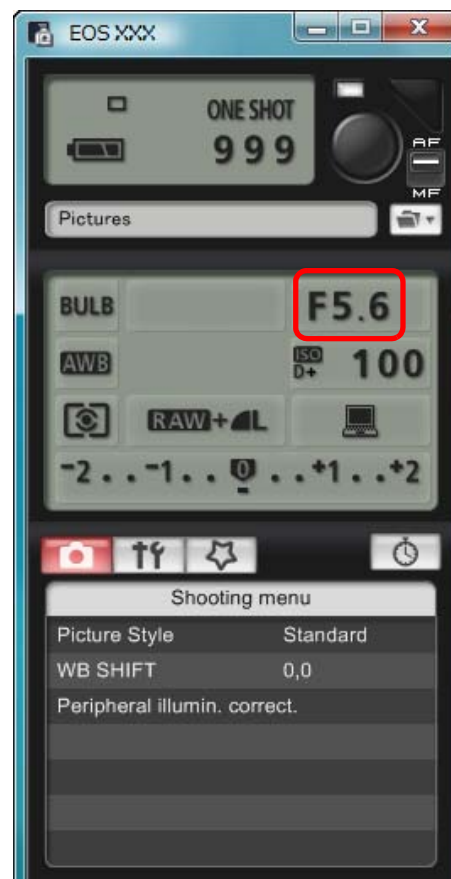 EOS XXX
ONE SHOT
999
AF
MF
Pictures
BULB F5.6
AWB ISO D+ 100
RAW+L
-2..-1..0..+1..+2
Shooting menu
Picture Style Standard
WB SHIFT 0,0
Peripheral illumin. correct.